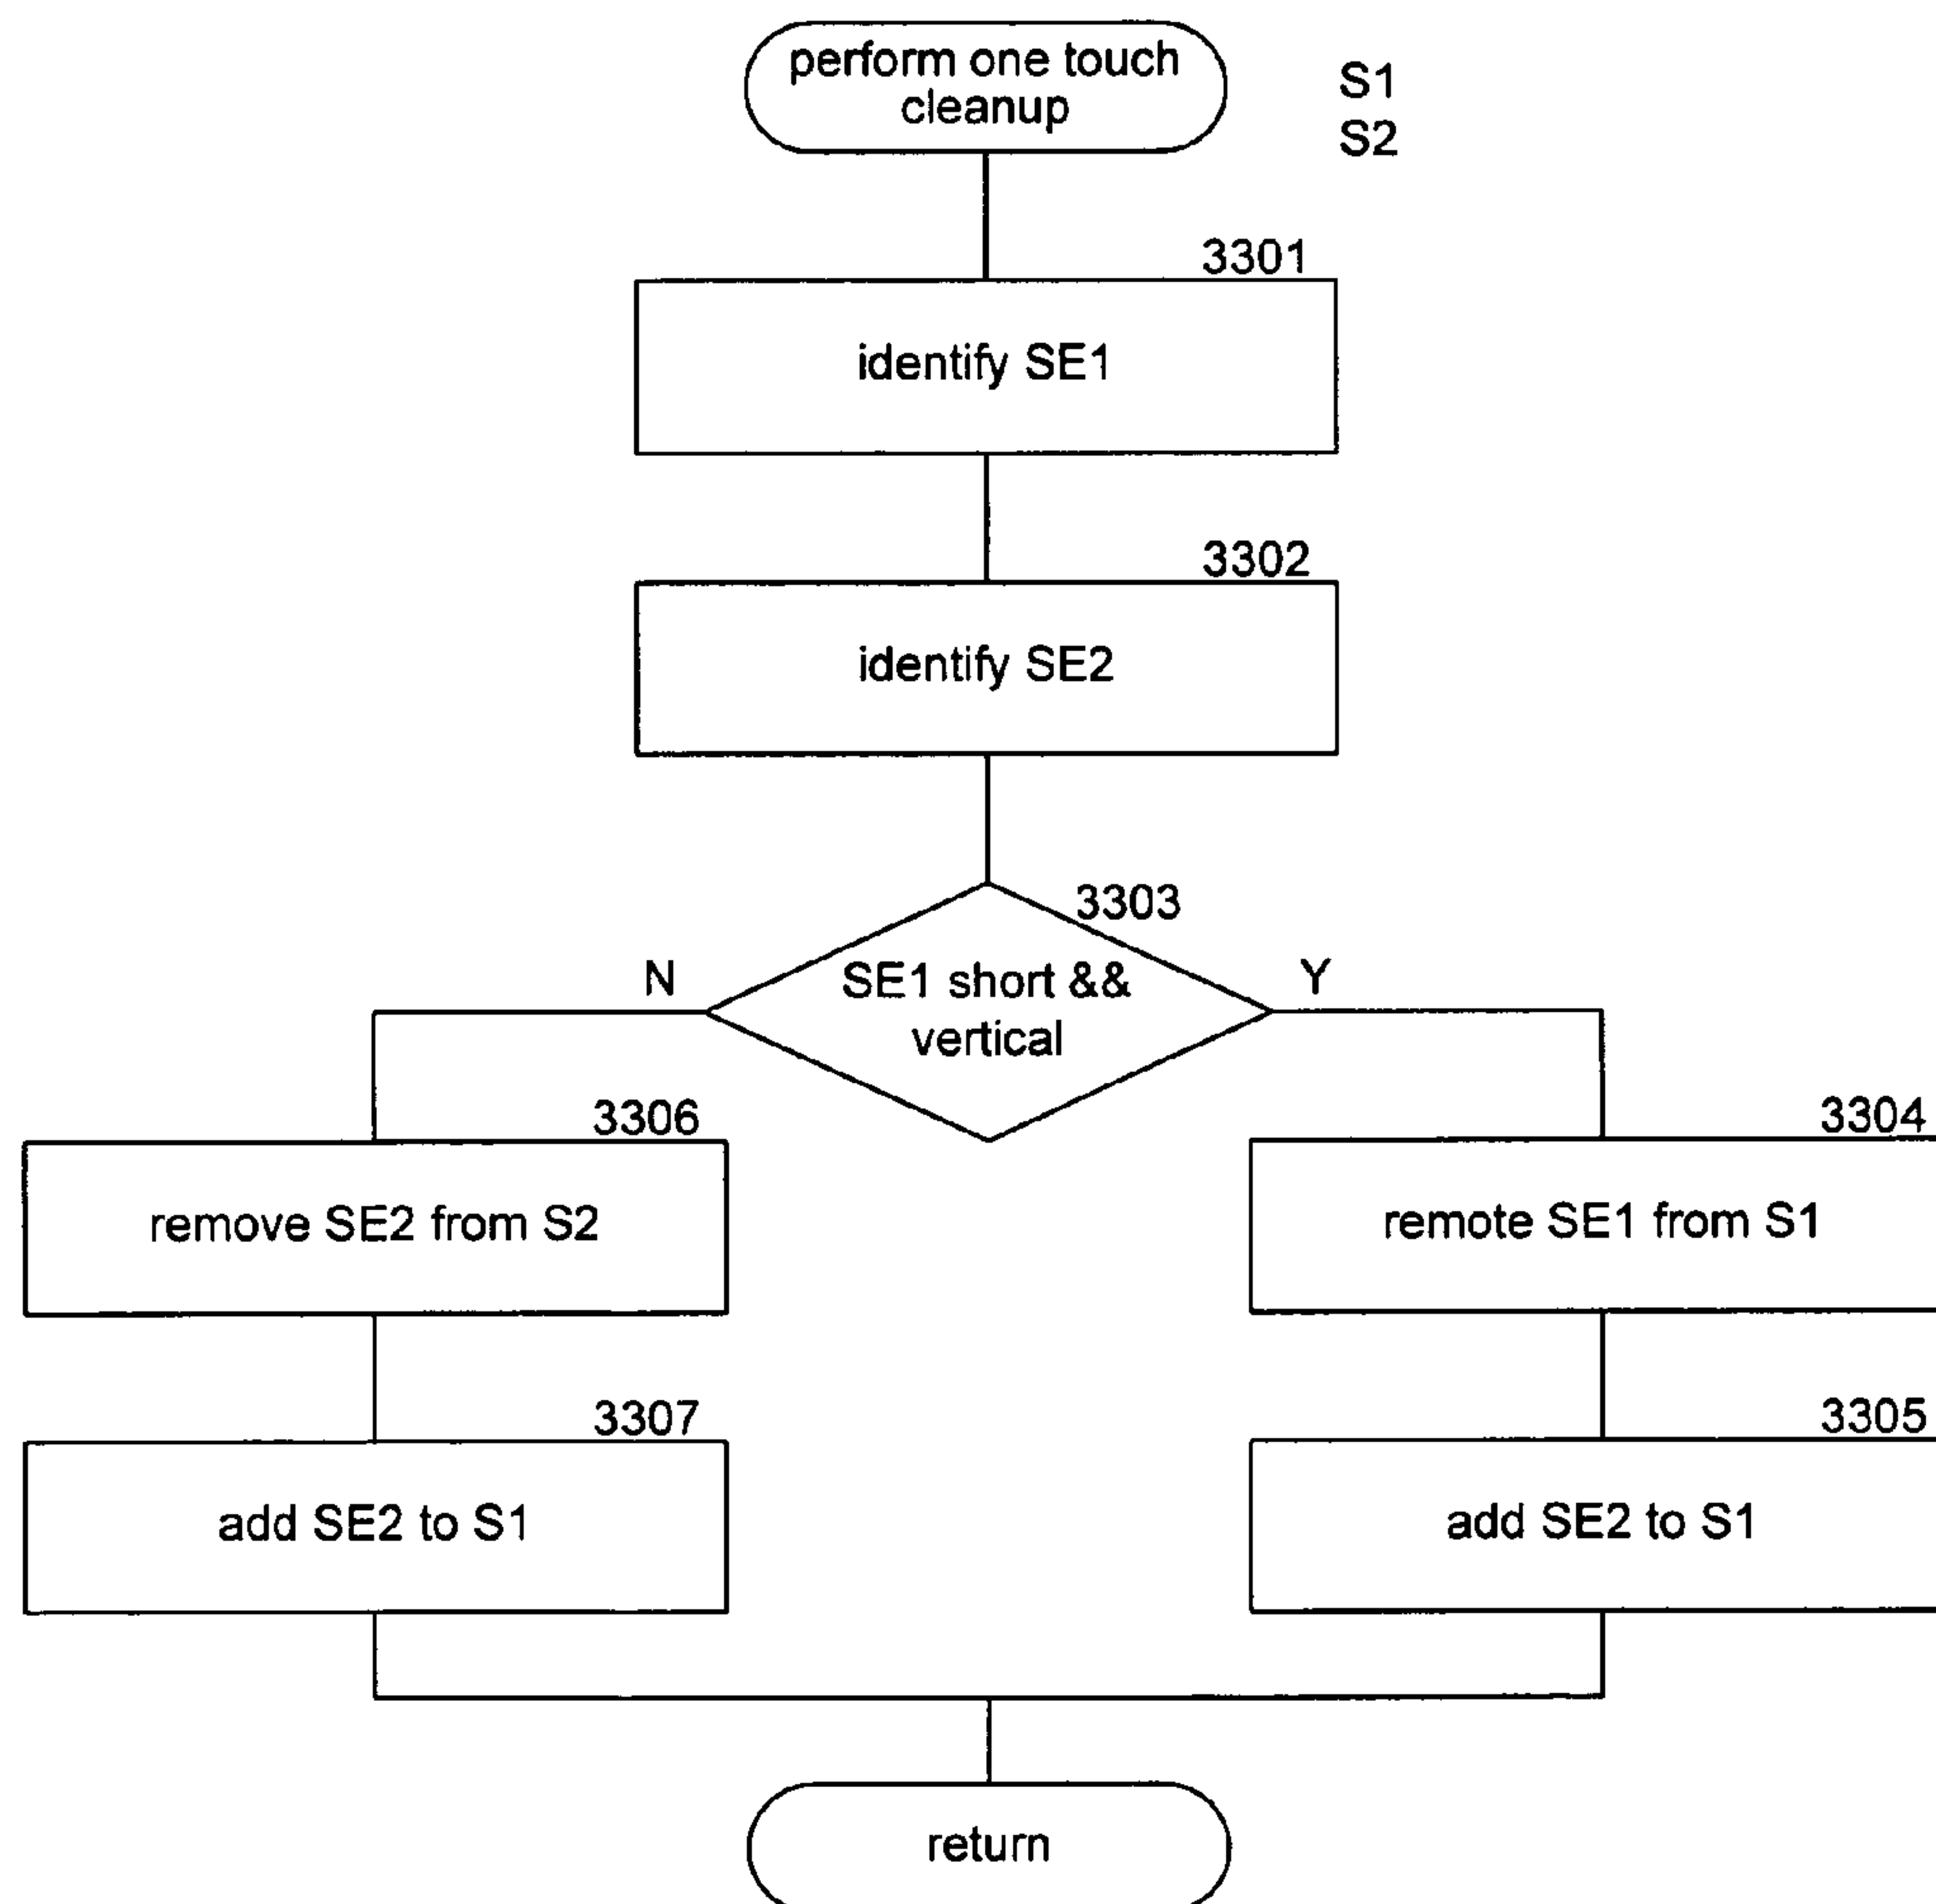 perform one touch
cleanup
S1
S2
3301
identify SE1
3302
identify SE2
3303
SE1 short &&
vertical
N
Y
3306
remove SE2 from S2
3304
remote SE1 from S1
3307
add SE2 to S1
3305
add SE2 to S1
return